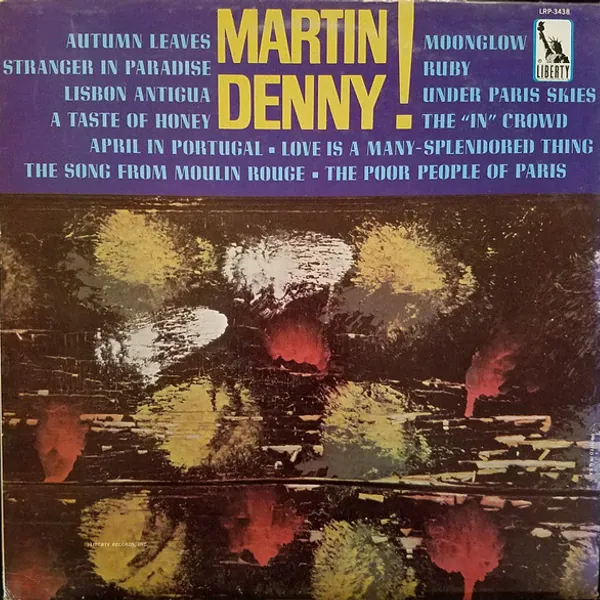 LRP-3438
LIBERTY
MARTIN
DENNY!
AUTUMN LEAVES
STRANGER IN PARADISE
LISBON ANTIGUA
A TASTE OF HONEY
MOONGLOW
RUBY
UNDER PARIS SKIES
THE "IN" CROWD
APRIL IN PORTUGAL ▪ LOVE IS A MANY-SPLENDORED THING
THE SONG FROM MOULIN ROUGE ▪ THE POOR PEOPLE OF PARIS
LIBERTY RECORDS, INC.